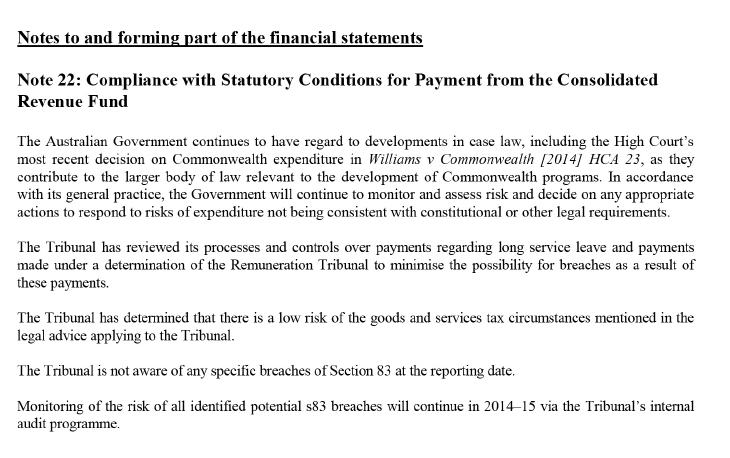 Notes to and forming part of the financial statements
Note 22: Compliance with Statutory Conditions for Payment from the Consolidated
Revenue Fund
The Australian Government continues to have regard to developments in case law, including the High Court's
most recent decision on Commonwealth expenditure in Williams v Commonwealth [2014] HCA 23, as they
contribute to the larger body of law relevant to the development of Commonwealth programs. In accordance
with its general practice, the Government will continue to monitor and assess risk and decide on any appropriate
actions to respond to risks of expenditure not being consistent with constitutional or other legal requirements.
The Tribunal has reviewed its processes and controls over payments regarding long service leave and payments
made under a determination of the Remuneration Tribunal to minimise the possibility for breaches as a result of
these payments.
The Tribunal has determined that there is a low risk of the goods and services tax circumstances mentioned in the
legal advice applying to the Tribunal.
The Tribunal is not aware of any specific breaches of Section 83 at the reporting date.
Monitoring of the risk of all identified potential s83 breaches will continue in 2014–15 via the Tribunal's internal
audit programme.